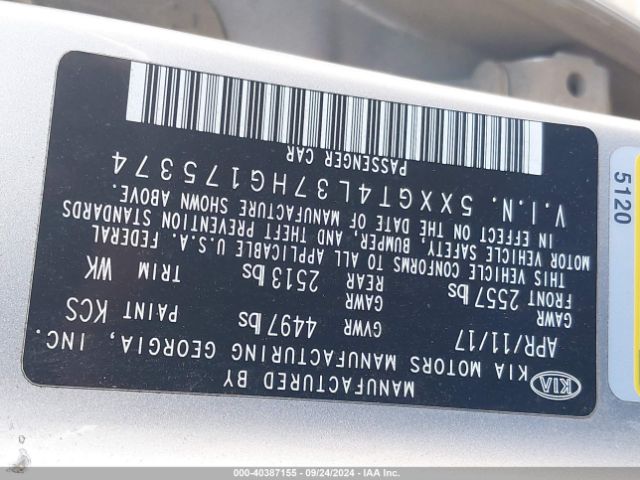 MANUFACTURED BY
KIA MOTORS MANUFACTURING GEORGIA, INC.
KIA
APR/11/17 GVWR 4497lbs PAINT KCS
GAWR FRONT 2557lbs GAWR REAR 2513lbs TRIM WK
THIS VEHICLE CONFORMS TO ALL APPLICABLE U.S.A. FEDERAL
MOTOR VEHICLE SAFETY, BUMPER, AND THEFT PREVENTION STANDARDS
IN EFFECT ON THE DATE OF MANUFACTURE SHOWN ABOVE.
V.I.N. 5XXGT4L37HG175374
PASSENGER CAR
5120
000-40387155 - 09/24/2024 - IAA Inc.